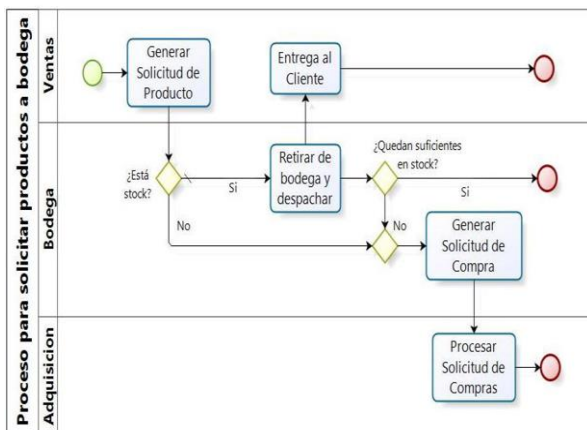 Proceso para solicitar productos a bodega
Ventas
Generar
Solicitud de
Producto
Entrega al
Cliente
Bodega
¿Está
stock?
Si
Retirar de
bodega y
despachar
¿Quedan suficientes
en stock?
Si
No
No
Generar
Solicitud de
Compra
Adquisicion
Procesar
Solicitud de
Compras